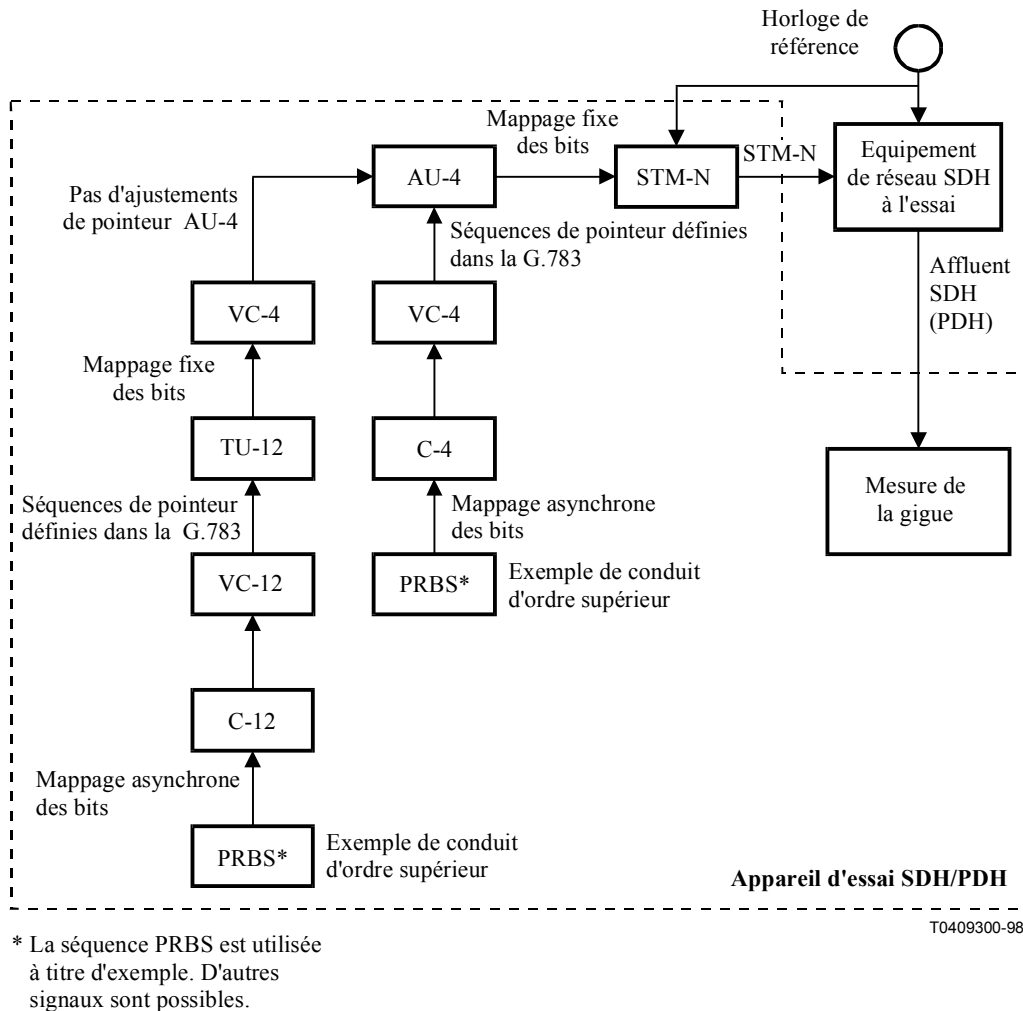 Horloge de
référence
Mappage fixe
des bits
STM-N
Equipement
de réseau SDH
à l'essai
AU-4
STM-N
Pas d'ajustements
de pointeur AU-4
Séquences de pointeur définies
dans la G.783
Affluent
SDH
(PDH)
VC-4
VC-4
Mappage fixe
des bits
TU-12
C-4
Mesure de
la gigue
Séquences de pointeur
définies dans la G.783
Mappage asynchrone
des bits
VC-12
PRBS*
Exemple de conduit
d'ordre supérieur
C-12
Mappage asynchrone
des bits
PRBS*
Exemple de conduit
d'ordre supérieur
Appareil d'essai SDH/PDH
T0409300-98
* La séquence PRBS est utilisée
à titre d'exemple. D'autres
signaux sont possibles.